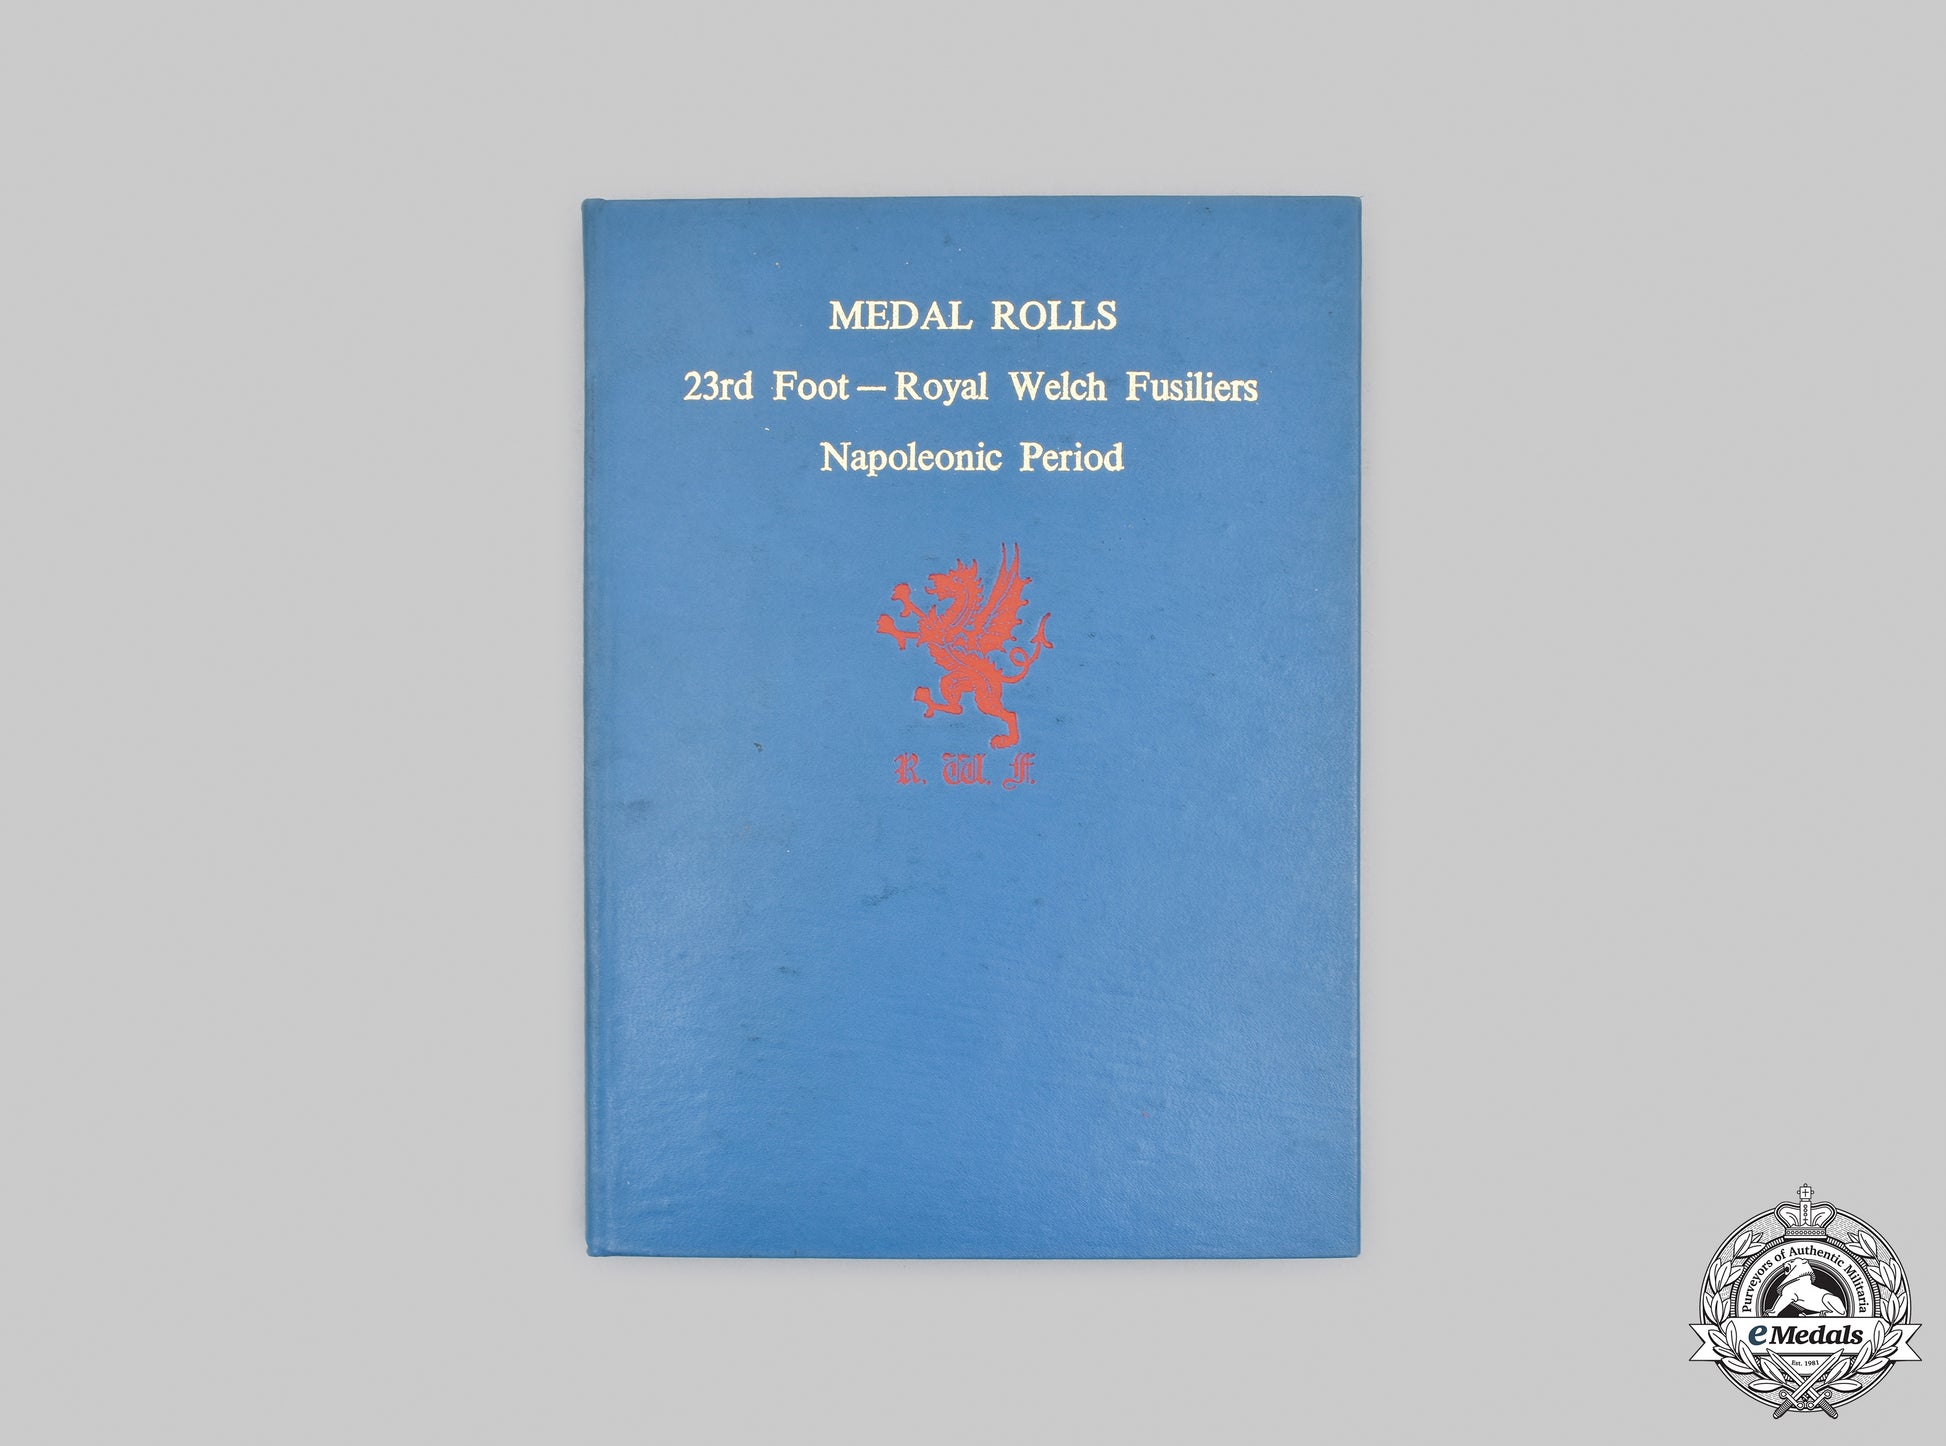 MEDAL ROLLS
23rd Foot — Royal Welch Fusiliers
Napoleonic Period
R. W. F.
Purveyors of Authentic Militaria
eMedals
Est. 1981